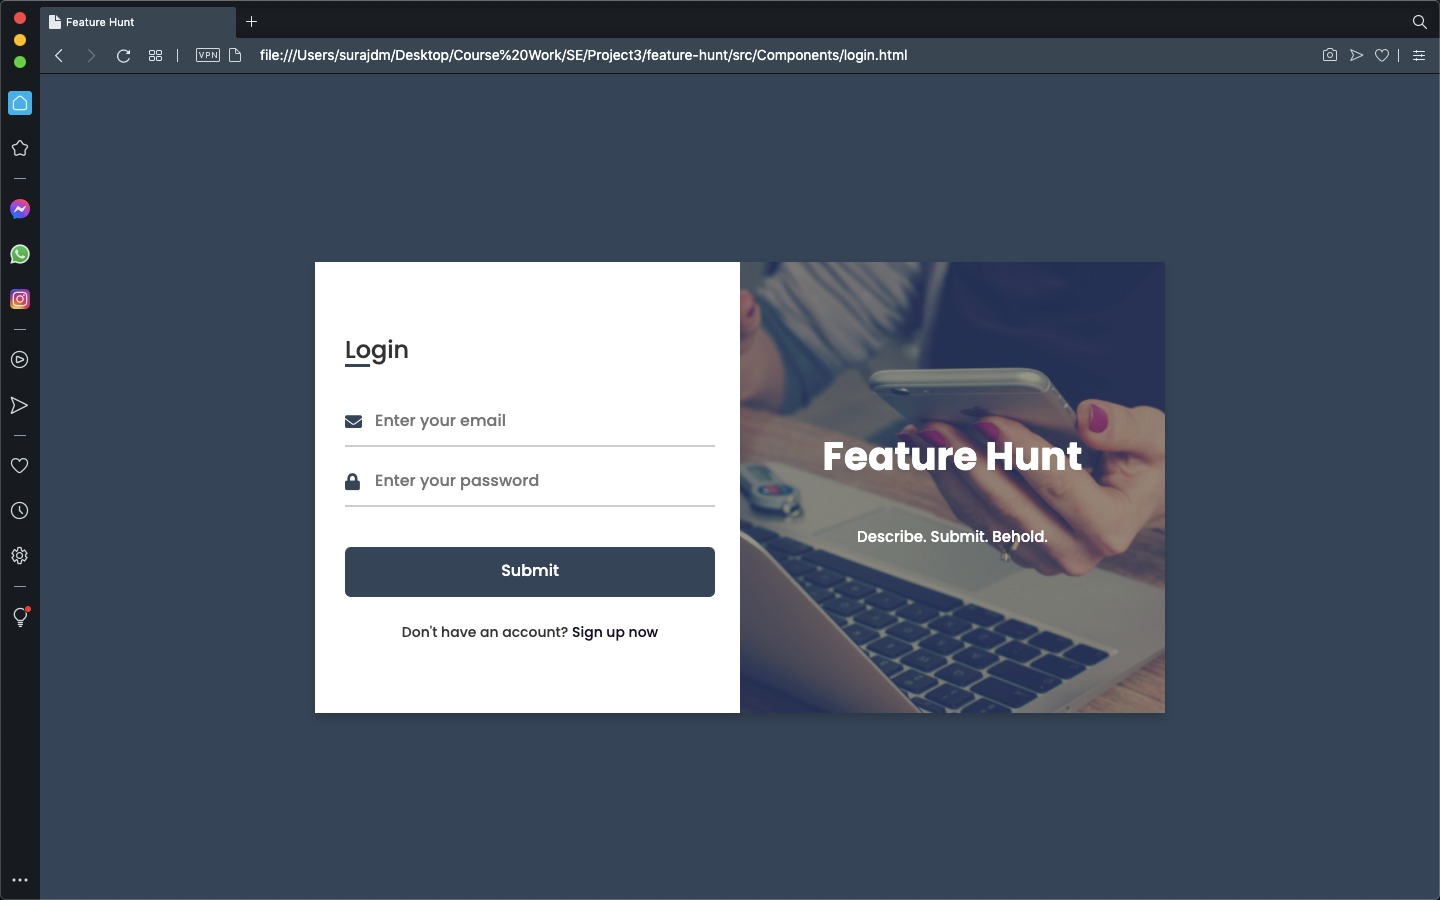 Feature Hunt
VPN
file:///Users/surajdm/Desktop/Course%20Work/SE/Project3/feature-hunt/src/Components/login.html
Login
Enter your email
Enter your password
Submit
Don't have an account? Sign up now
Feature Hunt
Describe. Submit. Behold.